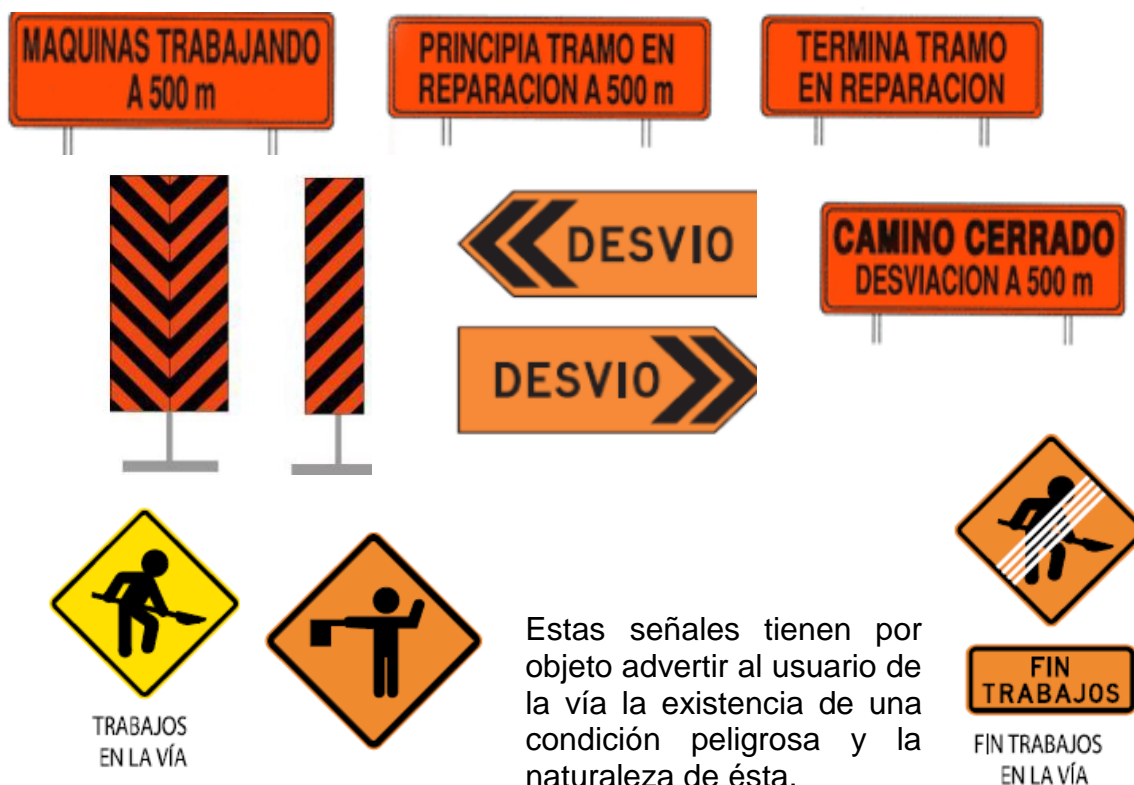 MAQUINAS TRABAJANDO
A 500 m
PRINCIPIA TRAMO EN
REPARACION A 500 m
TERMINA TRAMO
EN REPARACION
DESVIO
DESVIO
CAMINO CERRADO
DESVIACION A 500 m
TRABAJOS
EN LA VÍA
Estas señales tienen por
objeto advertir al usuario de
la vía la existencia de una
condición peligrosa y la
naturaleza de ésta.
FIN
TRABAJOS
FIN TRABAJOS
EN LA VÍA